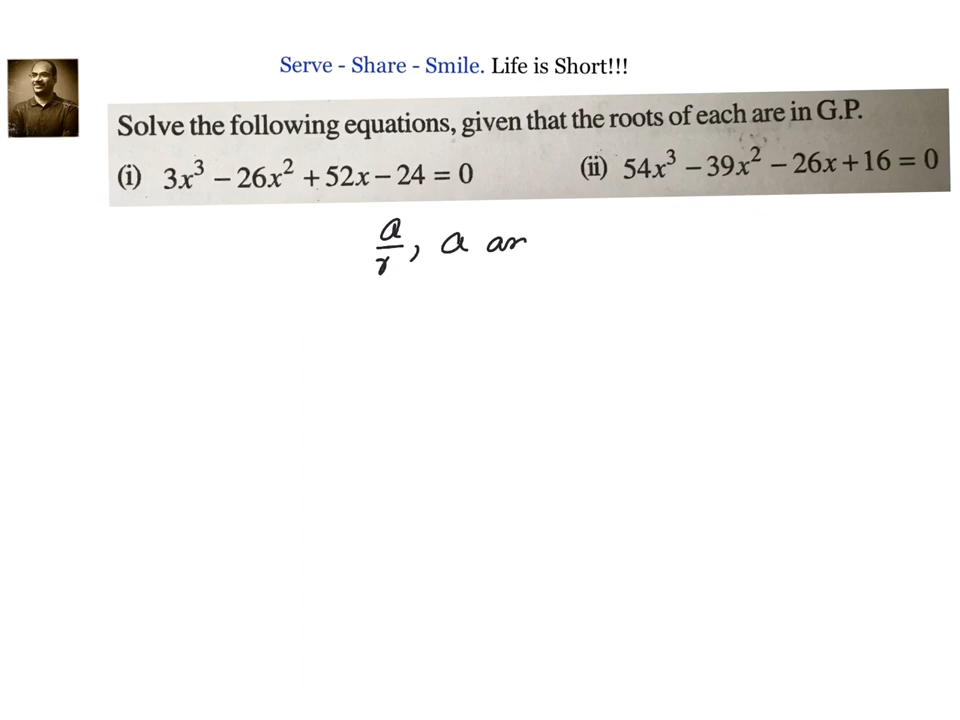 Serve - Share - Smile. Life is Short!!!
Solve the following equations, given that the roots of each are in G.P.
(i) 3x³ – 26x² + 52x – 24 = 0 (ii) 54x³ – 39x² – 26x + 16 = 0
a/r, a ar